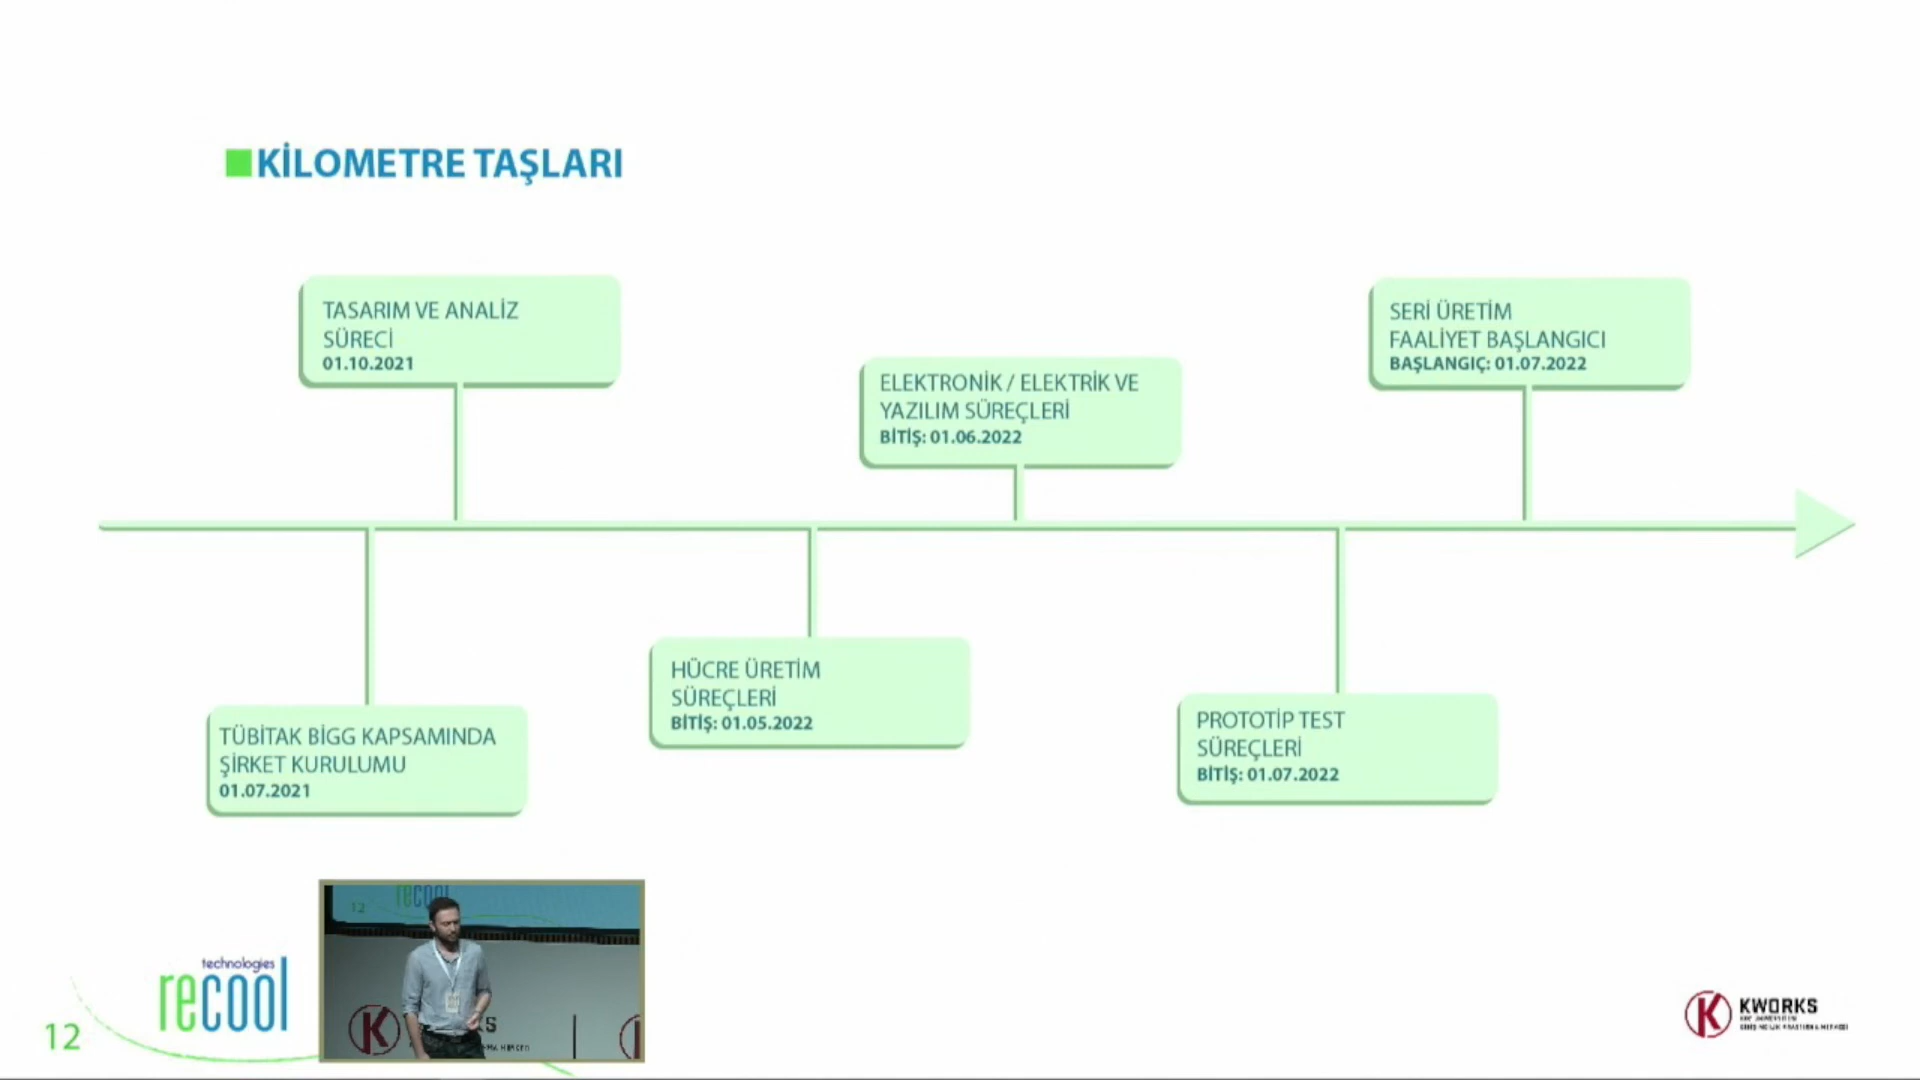 KİLOMETRE TAŞLARI
TASARIM VE ANALİZ
SÜRECİ
01.10.2021
ELEKTRONİK / ELEKTRİK VE
YAZILIM SÜREÇLERİ
BİTİŞ: 01.06.2022
SERİ ÜRETİM
FAALİYET BAŞLANGICI
BAŞLANGIÇ: 01.07.2022
TÜBİTAK BİGG KAPSAMINDA
ŞİRKET KURULUMU
01.07.2021
HÜCRE ÜRETİM
SÜREÇLERİ
BİTİŞ: 01.05.2022
PROTOTİP TEST
SÜREÇLERİ
BİTİŞ: 01.07.2022
technologies
recool
12
12
recool
K
KS
K
KWORKS